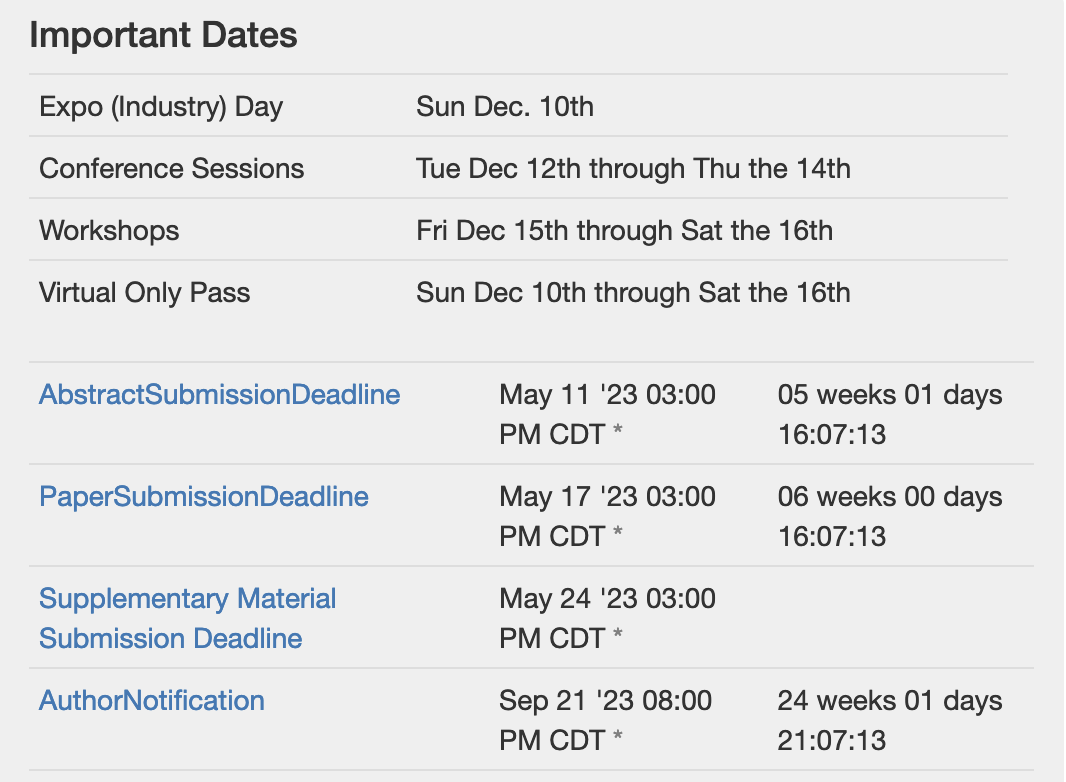 Important Dates
Expo (Industry) Day Sun Dec. 10th
Conference Sessions Tue Dec 12th through Thu the 14th
Workshops Fri Dec 15th through Sat the 16th
Virtual Only Pass Sun Dec 10th through Sat the 16th
AbstractSubmissionDeadline May 11 '23 03:00 05 weeks 01 days
PM CDT * 16:07:13
PaperSubmissionDeadline May 17 '23 03:00 06 weeks 00 days
PM CDT * 16:07:13
Supplementary Material May 24 '23 03:00
Submission Deadline PM CDT *
AuthorNotification Sep 21 '23 08:00 24 weeks 01 days
PM CDT * 21:07:13